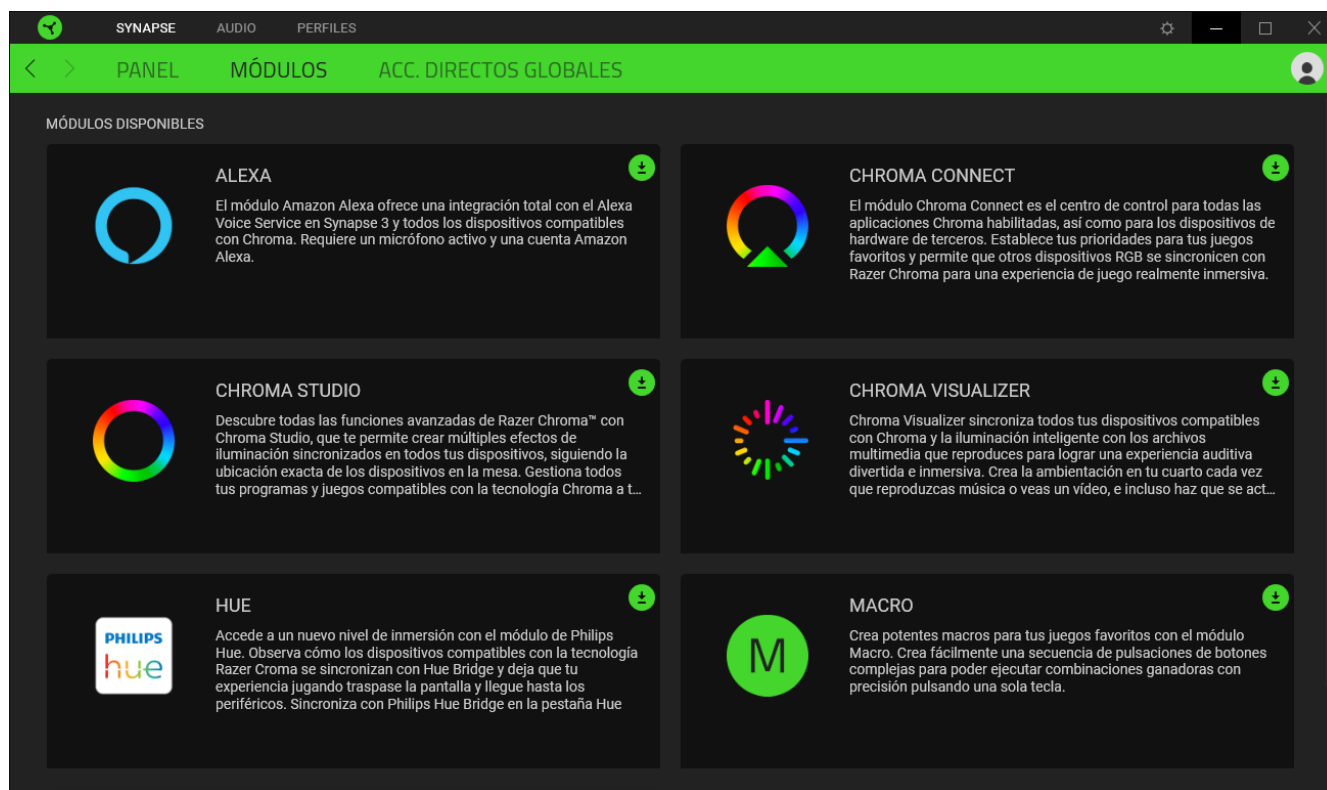 SYNAPSE AUDIO PERFILES
PANEL MÓDULOS ACC. DIRECTOS GLOBALES
MÓDULOS DISPONIBLES
ALEXA
El módulo Amazon Alexa ofrece una integración total con el Alexa
Voice Service en Synapse 3 y todos los dispositivos compatibles
con Chroma. Requiere un micrófono activo y una cuenta Amazon
Alexa.
CHROMA CONNECT
El módulo Chroma Connect es el centro de control para todas las
aplicaciones Chroma habilitadas, así como para los dispositivos de
hardware de terceros. Establece tus prioridades para tus juegos
favoritos y permite que otros dispositivos RGB se sincronicen con
Razer Chroma para una experiencia de juego realmente inmersiva.
CHROMA STUDIO
Descubre todas las funciones avanzadas de Razer Chroma™ con
Chroma Studio, que te permite crear múltiples efectos de
iluminación sincronizados en todos tus dispositivos, siguiendo la
ubicación exacta de los dispositivos en la mesa. Gestiona todos
tus programas y juegos compatibles con la tecnología Chroma a t...
CHROMA VISUALIZER
Chroma Visualizer sincroniza todos tus dispositivos compatibles
con Chroma y la iluminación inteligente con los archivos
multimedia que reproduces para lograr una experiencia auditiva
divertida e inmersiva. Crea la ambientación en tu cuarto cada vez
que reproduzcas música o veas un vídeo, e incluso haz que se act...
PHILIPS
hue
HUE
Accede a un nuevo nivel de inmersión con el módulo de Philips
Hue. Observa cómo los dispositivos compatibles con la tecnología
Razer Croma se sincronizan con Hue Bridge y deja que tu
experiencia jugando traspase la pantalla y llegue hasta los
periféricos. Sincroniza con Philips Hue Bridge en la pestaña Hue
M
MACRO
Crea potentes macros para tus juegos favoritos con el módulo
Macro. Crea fácilmente una secuencia de pulsaciones de botones
complejas para poder ejecutar combinaciones ganadoras con
precisión pulsando una sola tecla.